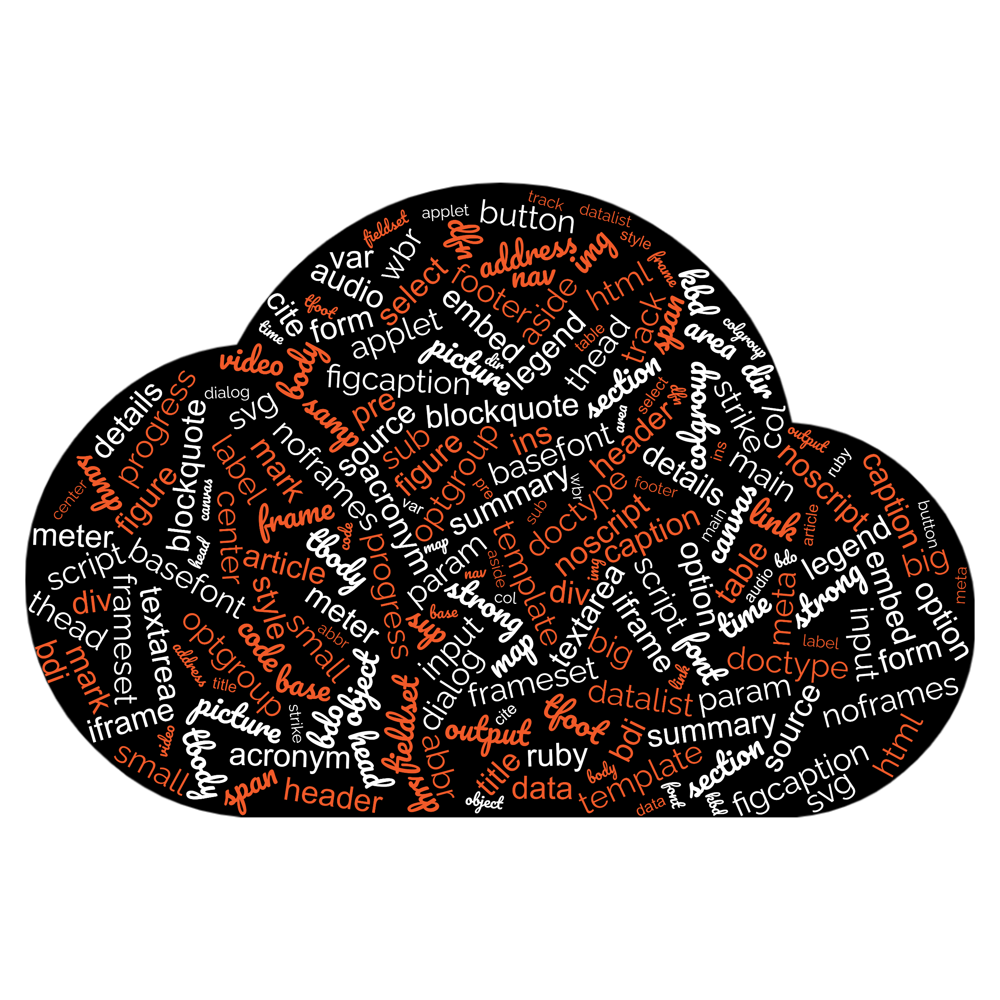 track
datalist
applet
button
fieldset
style
dfn
address
img
wbr
var
frame
nav
select
footer
html
kbd
audio
aside
embed
cite
tfoot
track
span
form
legend
thead
table
colgroup
time
applet
area
video
body
picture
dir
section
dir
figcaption
progress
details
dialog
select
dfn
colgroup
strike
svg
pre
samp
source
blockquote
area
header
col
blockquote
output
noframes
sub
figure
optgroup
ins
basefont
label
mark
details
ins
main
noscript
ruby
caption
samp
figure
progress
center
canvas
center
acronym
pre
summary
wbr
doctype
footer
sub
canvas
link
frame
var
noscript
main
article
button
meter
code
map
template
caption
legend
script
basefont
head
tbody
progress
param
aside
img
option
table
bdo
big
article
nav
strong
embed
meta
frameset
textarea
style
meter
col
div
textarea
script
audio
meta
strong
option
thead
div
base
iframe
time
input
optgroup
code
small
abbr
sup
input
map
big
font
label
form
bdi
mark
address
title
base
object
fieldset
dialog
frameset
link
doctype
datalist
param
noframes
iframe
picture
strike
bdo
cite
tfoot
summary
source
html
video
tbody
head
output
bdi
small
acronym
abbr
title
ruby
body
template
section
figcaption
span
header
sup
object
data
data
font
kbd
svg